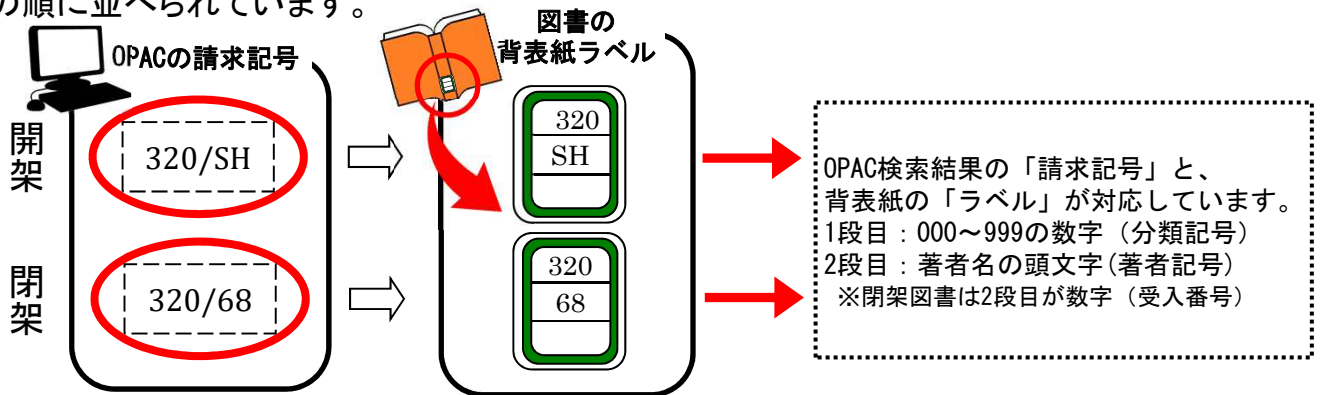 の順に並べられています。
OPACの請求記号
図書の
背表紙ラベル
開架
320/SH
320
SH
閉架
320/68
320
68
OPAC検索結果の「請求記号」と、
背表紙の「ラベル」が対応しています。
1段目：000～999の数字（分類記号）
2段目：著者名の頭文字(著者記号)
※閉架図書は2段目が数字（受入番号）